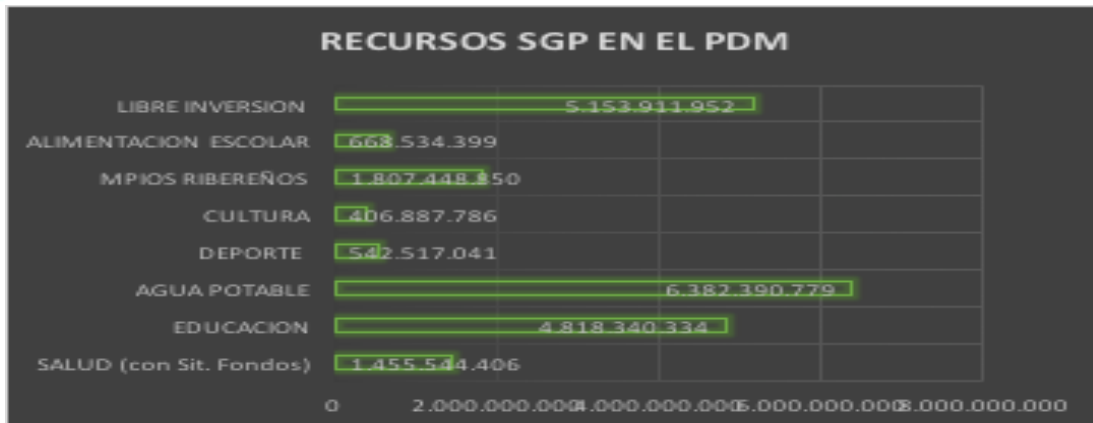 RECURSOS SGP EN EL PDM
LIBRE INVERSION 5.153.911.952
ALIMENTACION ESCOLAR 668.534.399
MPIOS RIBEREÑOS 1.807.448.850
CULTURA 406.887.786
DEPORTE 542.517.041
AGUA POTABLE 6.382.390.779
EDUCACION 4.818.340.334
SALUD (con Sit. Fondos) 1.455.544.406
0 2.000.000.000 4.000.000.000 6.000.000.000 8.000.000.000